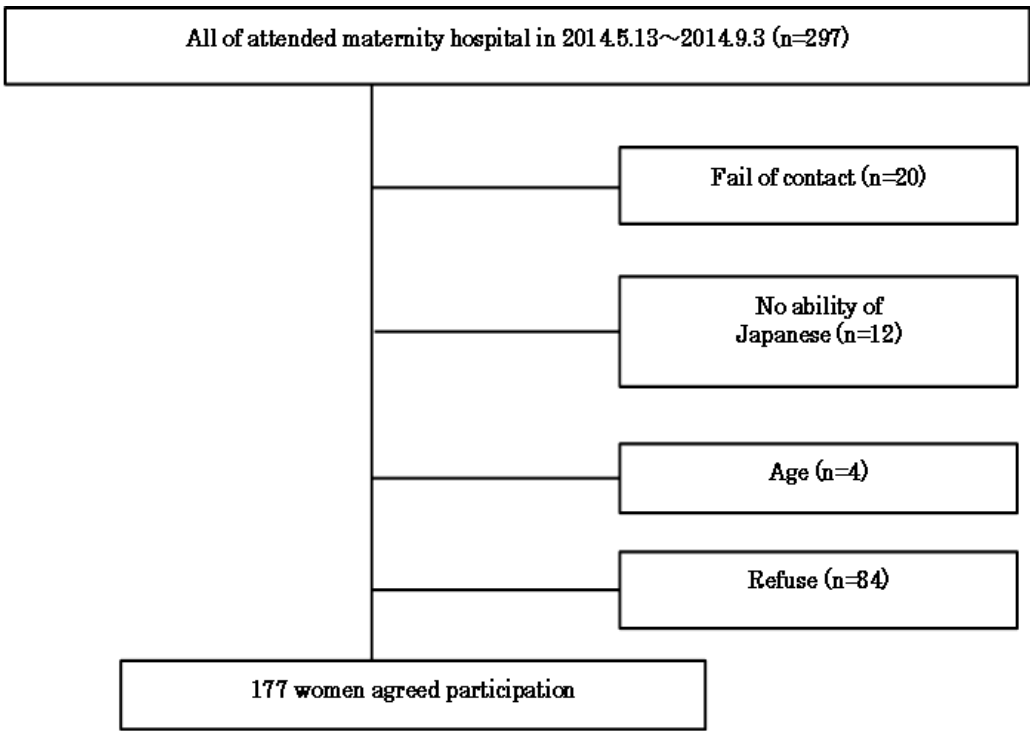 All of attended maternity hospital in 2014.5.13～2014.9.3 (n=297)
Fail of contact (n=20)
No ability of
Japanese (n=12)
Age (n=4)
Refuse (n=84)
177 women agreed participation